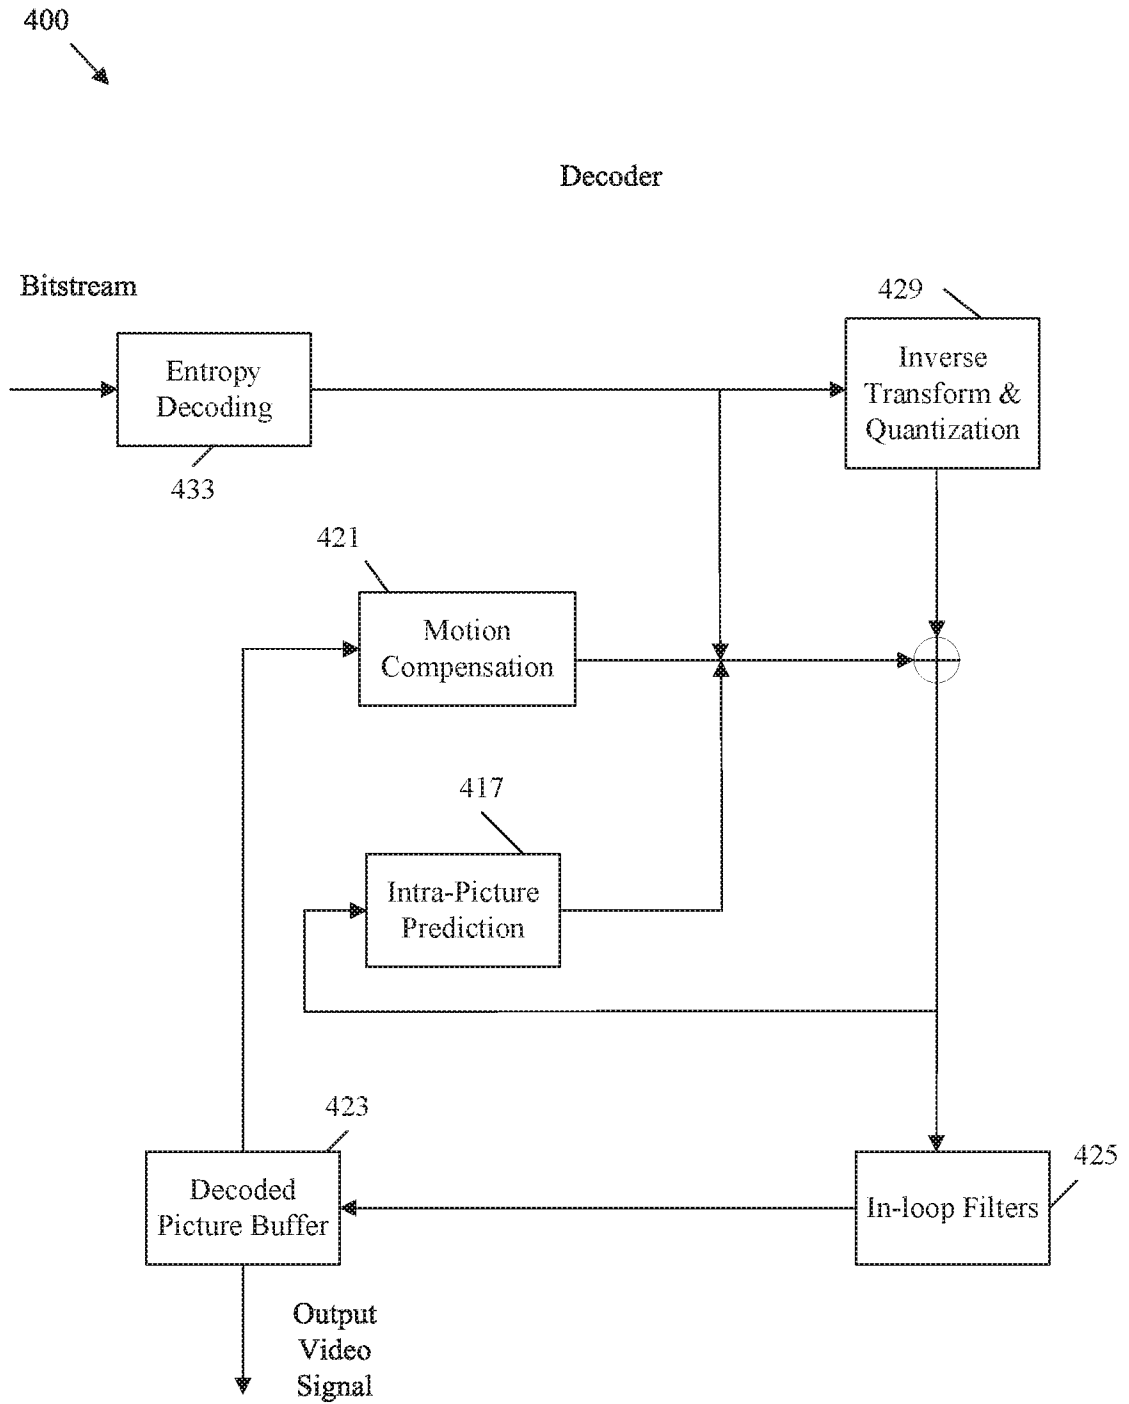 400
Decoder
Bitstream
429
Inverse
Transform &
Quantization
Entropy
Decoding
433
421
Motion
Compensation
417
Intra-Picture
Prediction
423
Decoded
Picture Buffer
425
In-loop Filters
Output
Video
Signal